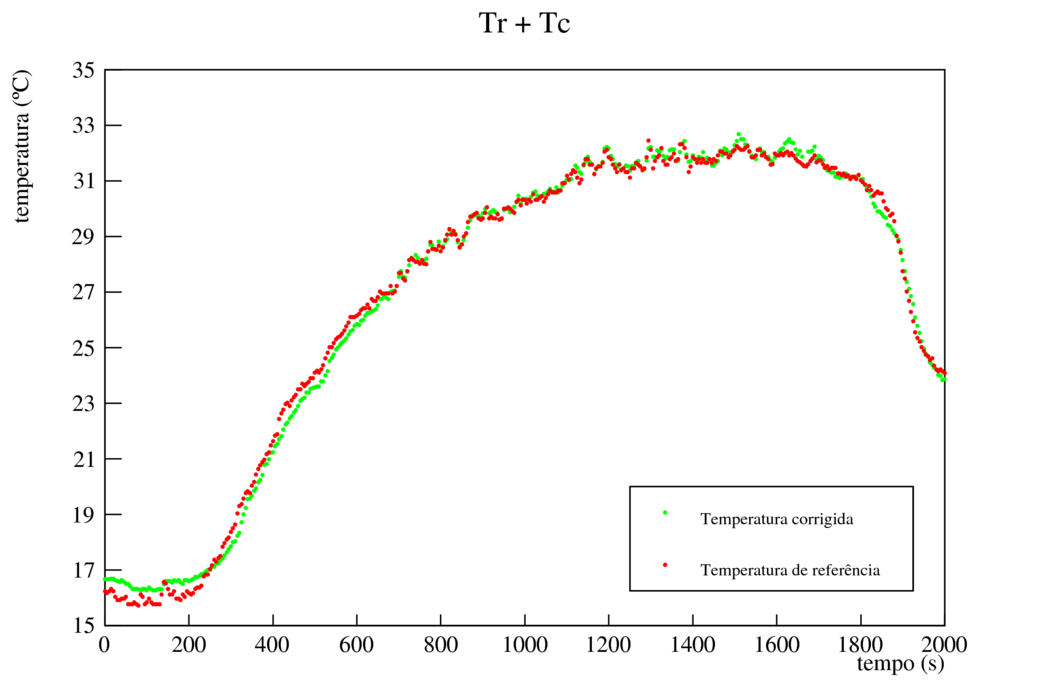 Tr + Tc
temperatura (ºC)
35
33
31
29
27
25
23
21
19
17
15
Temperatura corrigida
Temperatura de referência
0 200 400 600 800 1000 1200 1400 1600 1800 2000
tempo (s)